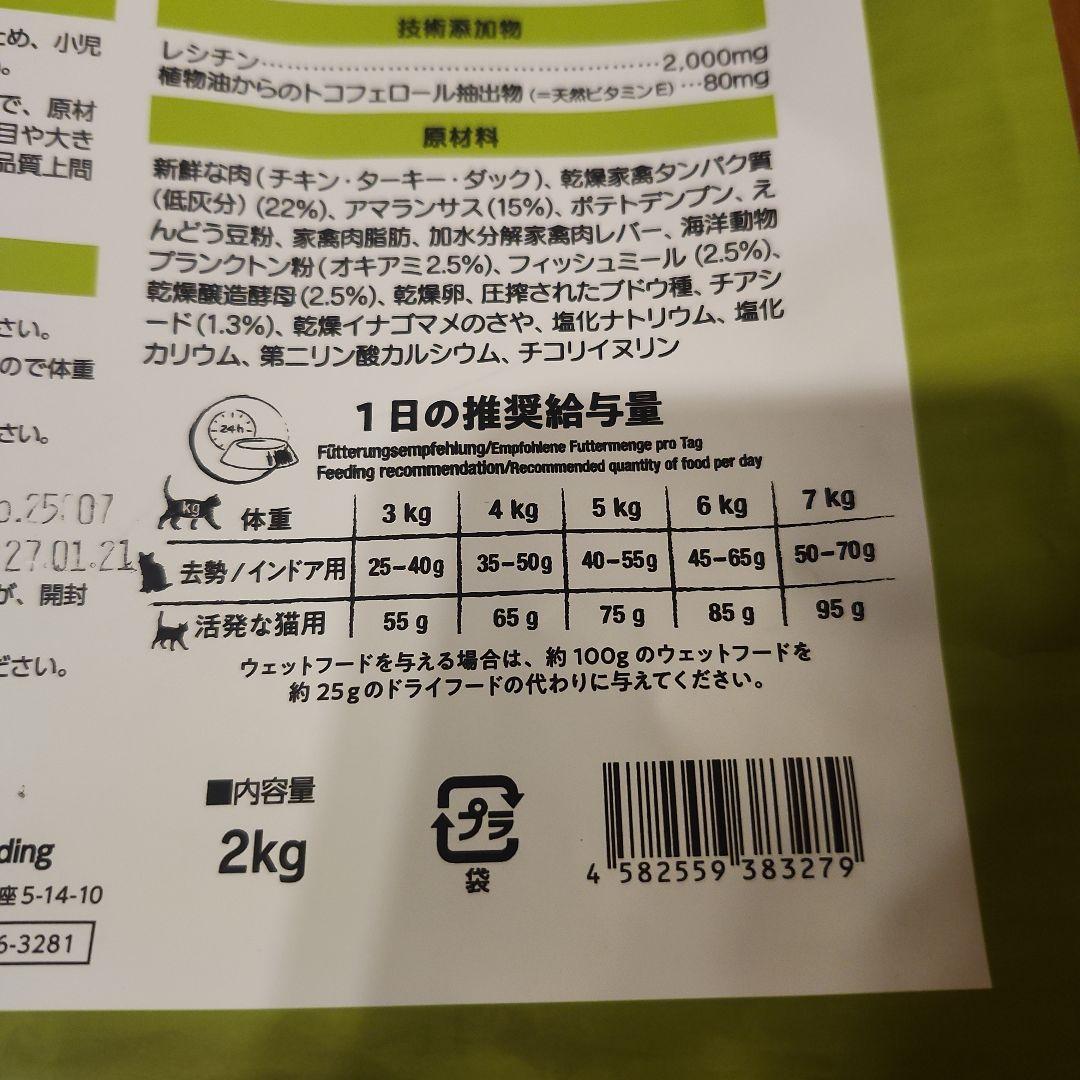 ため、小児
で、原材
目や大き
品質上問
さい。
ので体重
さい。
27.01.21
が、開封
ださい。
ding
座5-14-10
6-3281
技術添加物
レシチン……………………………………2,000mg
植物油からのトコフェロール抽出物(=天然ビタミンE)…80mg
原材料
新鮮な肉(チキン・ターキー・ダック)、乾燥家禽タンパク質
(低灰分)(22%)、アマランサス(15%)、ポテトデンプン、え
んどう豆粉、家禽肉脂肪、加水分解家禽肉レバー、海洋動物
プランクトン粉(オキアミ2.5%)、フィッシュミール(2.5%)、
乾燥醸造酵母(2.5%)、乾燥卵、圧搾されたブドウ種、チアシ
ード(1.3%)、乾燥イナゴマメのさや、塩化ナトリウム、塩化
カリウム、第二リン酸カルシウム、チコリイヌリン
24h
1日の推奨給与量
Fütterungsempfehlung/Empfohlene Futtermenge pro Tag
Feeding recommendation/Recommended quantity of food per day
kg 体重 3 kg 4 kg 5 kg 6 kg 7 kg
去勢/インドア用 25-40g 35-50g 40-55g 45-65g 50-70g
活発な猫用 55 g 65 g 75 g 85 g 95 g
ウェットフードを与える場合は、約100gのウェットフードを
約25gのドライフードの代わりに与えてください。
■内容量
2kg
プラ
袋
4 582559 383279